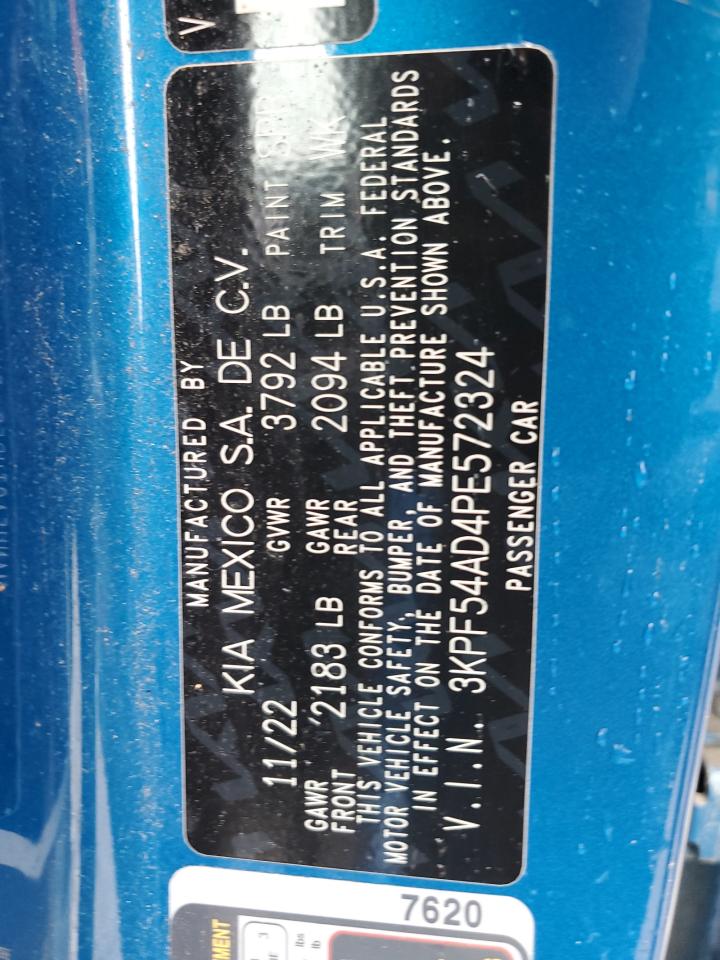 MANUFACTURED BY
KIA MEXICO S.A. DE C.V.
11/22 GVWR 3792 LB PAINT SPB
GAWR FRONT 2183 LB GAWR REAR 2094 LB TRIM WK
THIS VEHICLE CONFORMS TO ALL APPLICABLE U.S.A. FEDERAL
MOTOR VEHICLE SAFETY, BUMPER, AND THEFT PREVENTION STANDARDS
IN EFFECT ON THE DATE OF MANUFACTURE SHOWN ABOVE.
V.I.N. 3KPF54AD4PE572324
PASSENGER CAR
7620
V